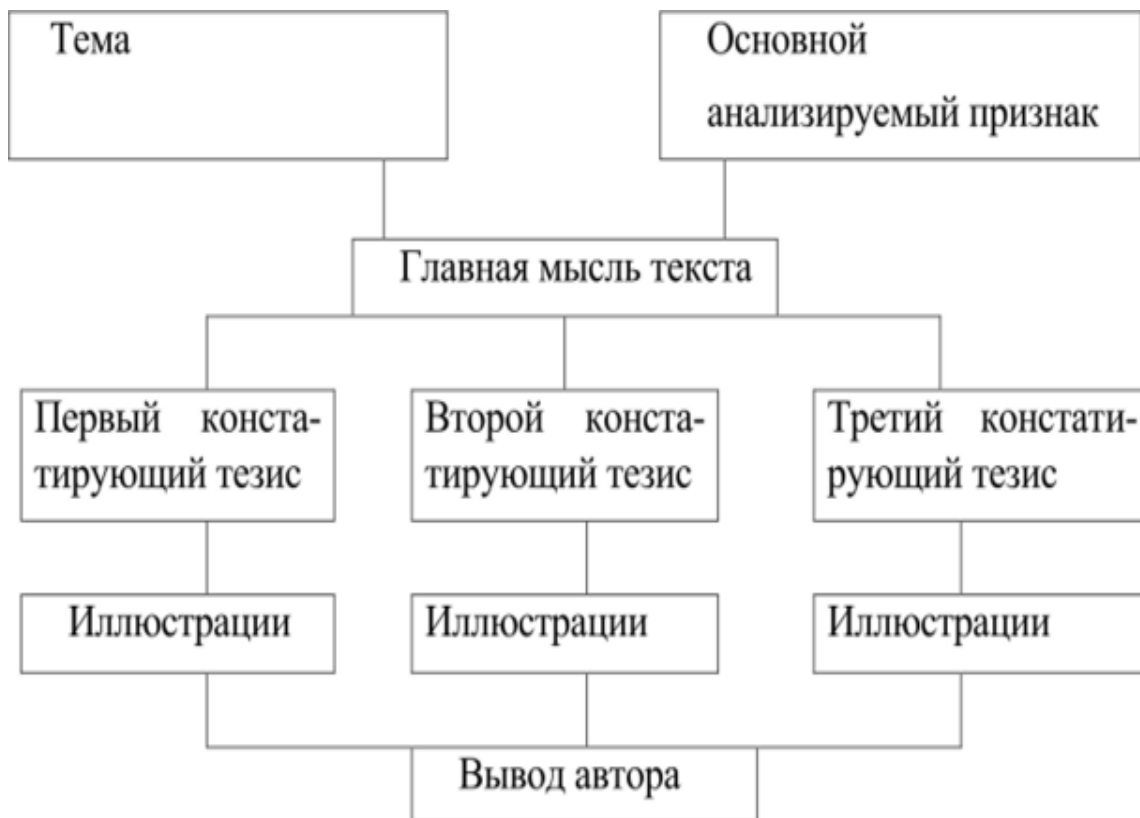 Тема
Основной
анализируемый признак
Главная мысль текста
Первый конста-
тирующий тезис
Второй конста-
тирующий тезис
Третий констати-
рующий тезис
Иллюстрации
Иллюстрации
Иллюстрации
Вывод автора